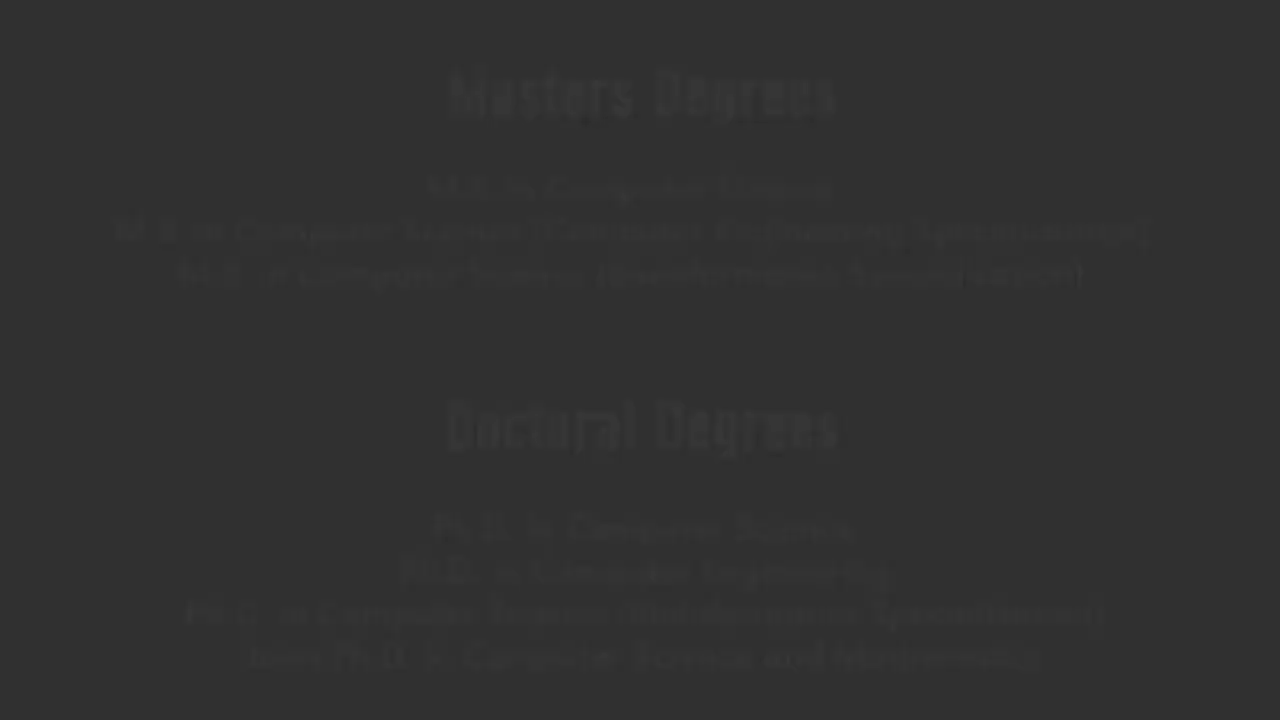 Masters Degrees
M.S. in Computer Science
M.S. in Computer Science (Computer Engineering Specialization)
M.S. in Computer Science (Bioinformatics Specialization)
Doctoral Degrees
Ph.D. in Computer Science
Ph.D. in Computer Engineering
Ph.D. in Computer Science (Bioinformatics Specialization)
Joint Ph.D. in Computer Science and Mathematics